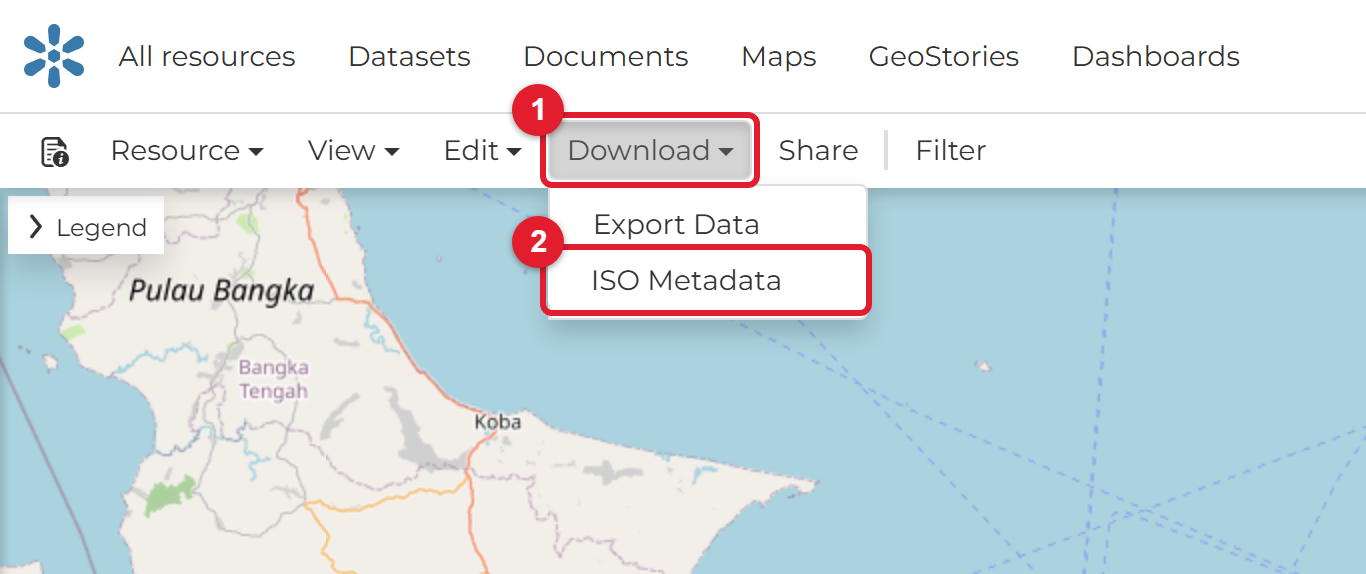 All resources Datasets Documents Maps GeoStories Dashboards
1
Resource View Edit Download Share Filter
Legend
Export Data
2
ISO Metadata
Pulau Bangka
Bangka
Tengah
Koba